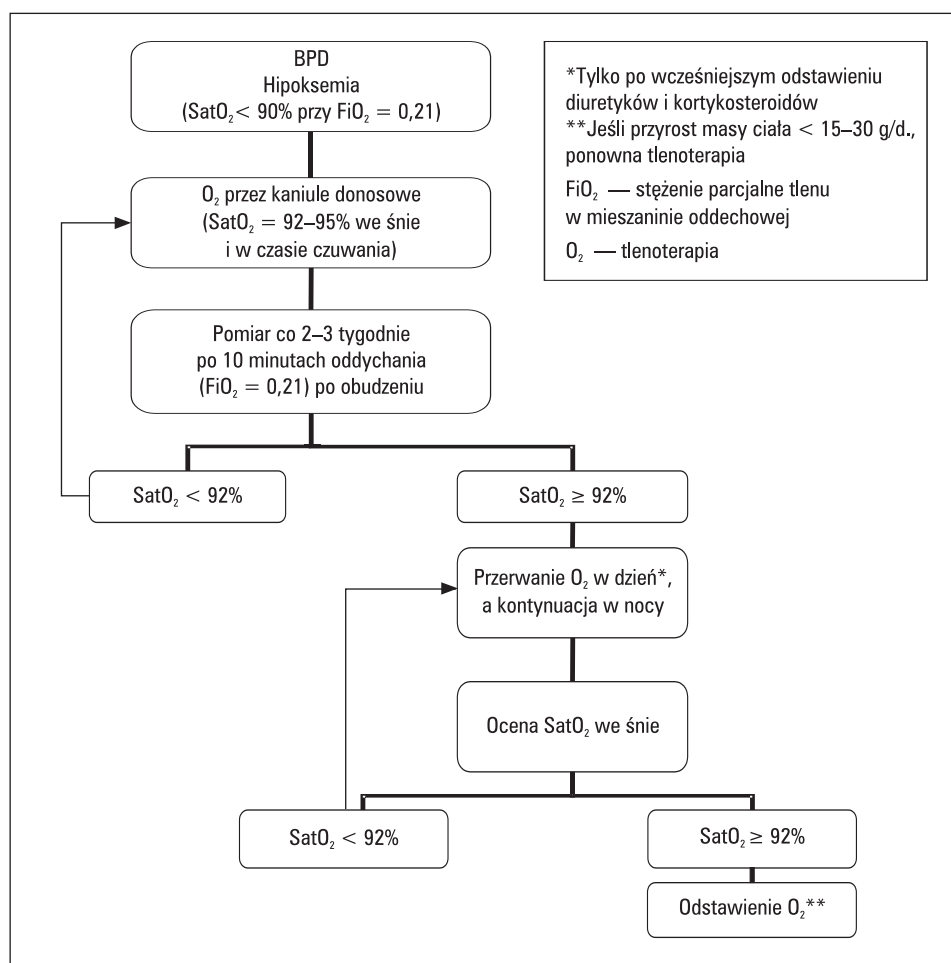 BPD
Hipoksemia
(SatO₂< 90% przy FiO₂ = 0,21)
*Tylko po wcześniejszym odstawieniu
diuretyków i kortykosteroidów
**Jeśli przyrost masy ciała < 15–30 g/d.,
ponowna tlenoterapia
FiO₂ — stężenie parcjalne tlenu
w mieszaninie oddechowej
O₂ — tlenoterapia
O₂ przez kaniule donosowe
(SatO₂ = 92–95% we śnie
i w czasie czuwania)
Pomiar co 2–3 tygodnie
po 10 minutach oddychania
(FiO₂ = 0,21) po obudzeniu
SatO₂ < 92%
SatO₂ ≥ 92%
Przerwanie O₂ w dzień*,
a kontynuacja w nocy
Ocena SatO₂ we śnie
SatO₂ < 92%
SatO₂ ≥ 92%
Odstawienie O₂**